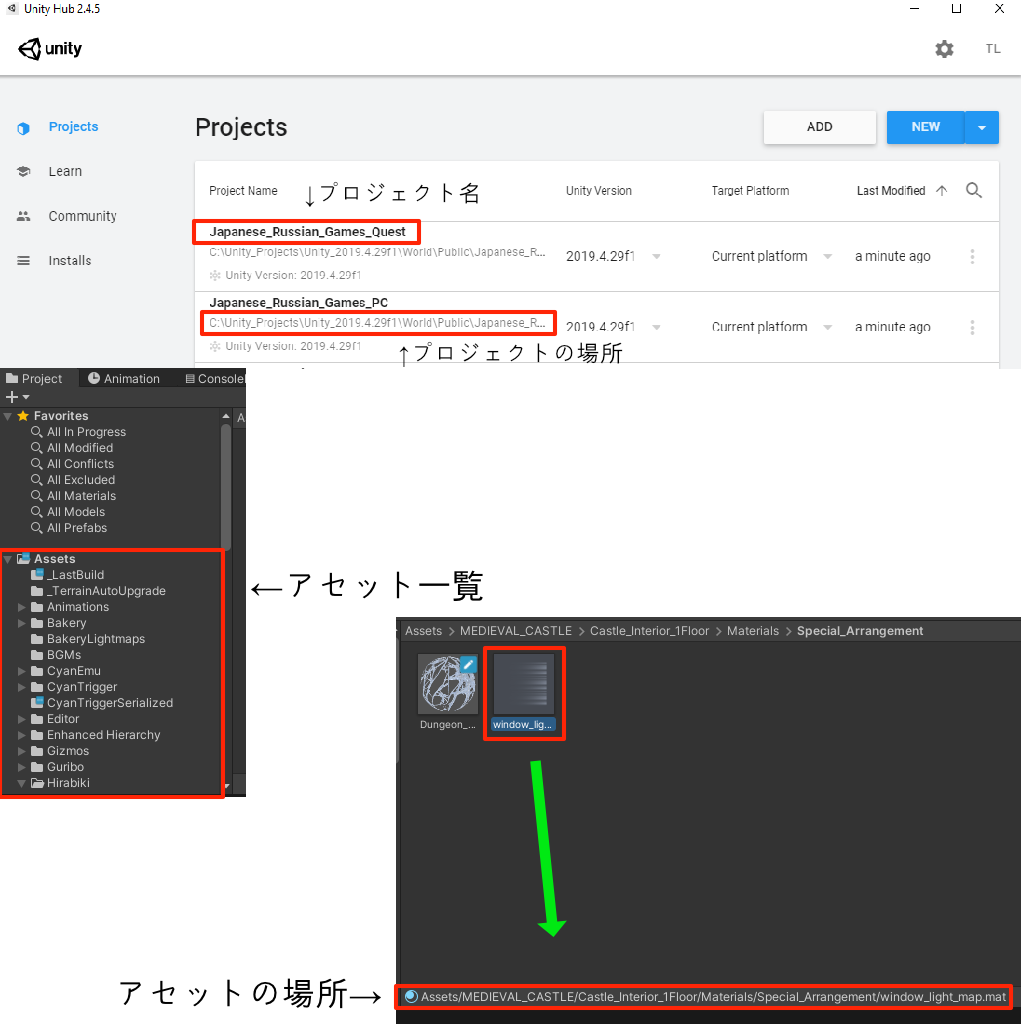 Unity Hub 2.4.5
unity
TL
Projects
Learn
Community
Installs
Projects
ADD
NEW
Project Name
↓プロジェクト名
Unity Version
Target Platform
Last Modified
Japanese_Russian_Games_Quest
C:\Unity_Projects\Unity_2019.4.29f1\World\Public\Japanese_R...
Unity Version: 2019.4.29f1
2019.4.29f1
Current platform
a minute ago
Japanese_Russian_Games_PC
C:\Unity_Projects\Unity_2019.4.29f1\World\Public\Japanese_R...
Unity Version: 2019.4.29f1
2019.4.29f1
Current platform
a minute ago
↑プロジェクトの場所
Project
Animation
Console
A
Favorites
All In Progress
All Modified
All Conflicts
All Excluded
All Materials
All Models
All Prefabs
Assets
_LastBuild
_TerrainAutoUpgrade
Animations
Bakery
BakeryLightmaps
BGMs
CyanEmu
CyanTrigger
CyanTriggerSerialized
Editor
Enhanced Hierarchy
Gizmos
Guribo
Hirabiki
←アセット一覧
Assets > MEDIEVAL_CASTLE > Castle_Interior_1Floor > Materials > Special_Arrangement
Dungeon_...
window_lig...
アセットの場所→
Assets/MEDIEVAL_CASTLE/Castle_Interior_1Floor/Materials/Special_Arrangement/window_light_map.mat